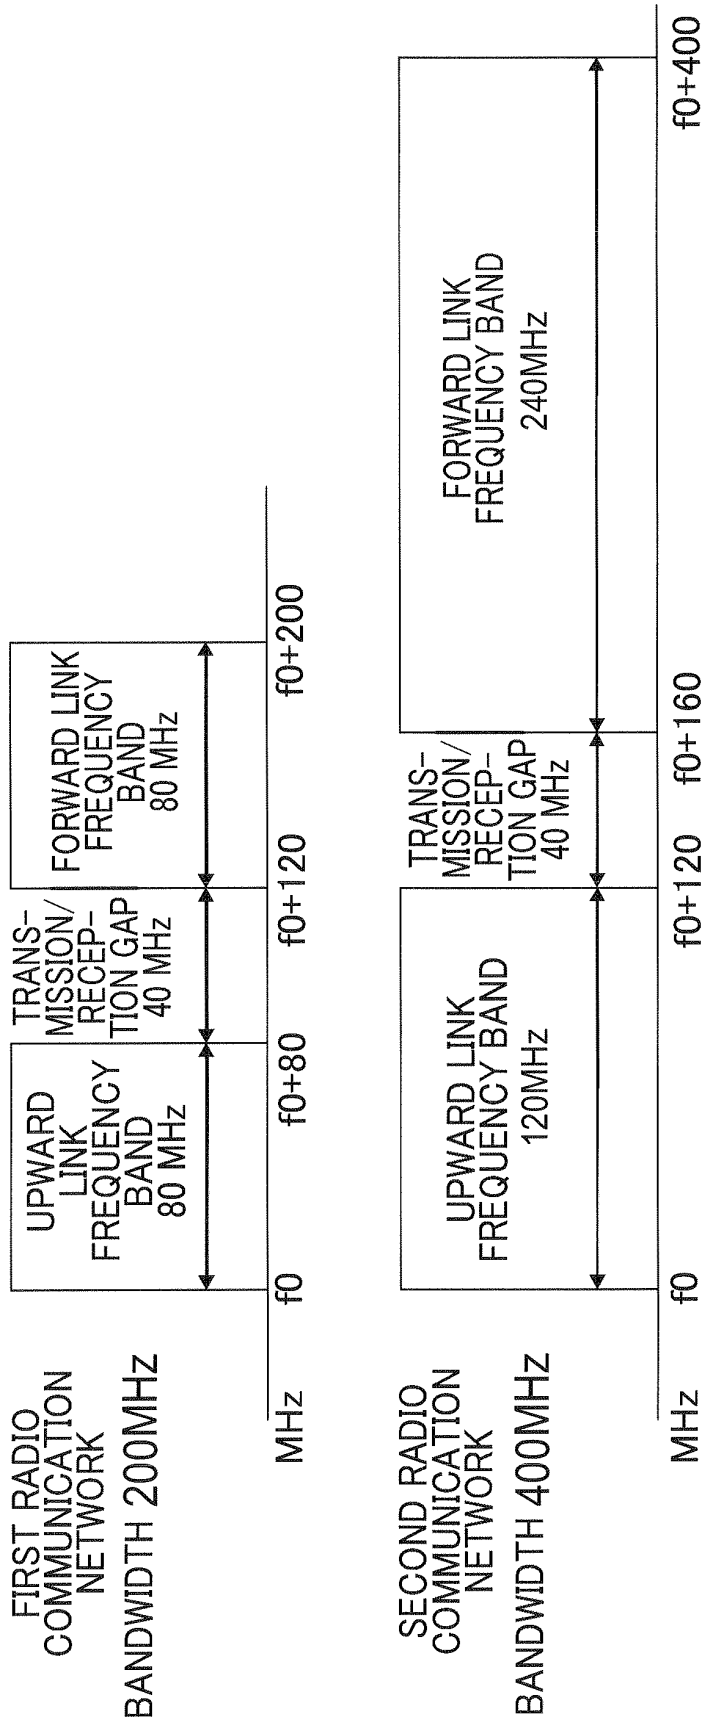 FIRST RADIO
COMMUNICATION
NETWORK
BANDWIDTH 200MHz
UPWARD
LINK
FREQUENCY
BAND
80 MHz
TRANS-
MISSION/
RECEP-
TION GAP
40 MHz
FORWARD LINK
FREQUENCY
BAND
80 MHz
MHz
f0
f0+80
f0+120
f0+200
SECOND RADIO
COMMUNICATION
NETWORK
BANDWIDTH 400MHz
UPWARD LINK
FREQUENCY BAND
120MHz
TRANS-
MISSION/
RECEP-
TION GAP
40 MHz
FORWARD LINK
FREQUENCY BAND
240MHz
MHz
f0
f0+120
f0+160
f0+400